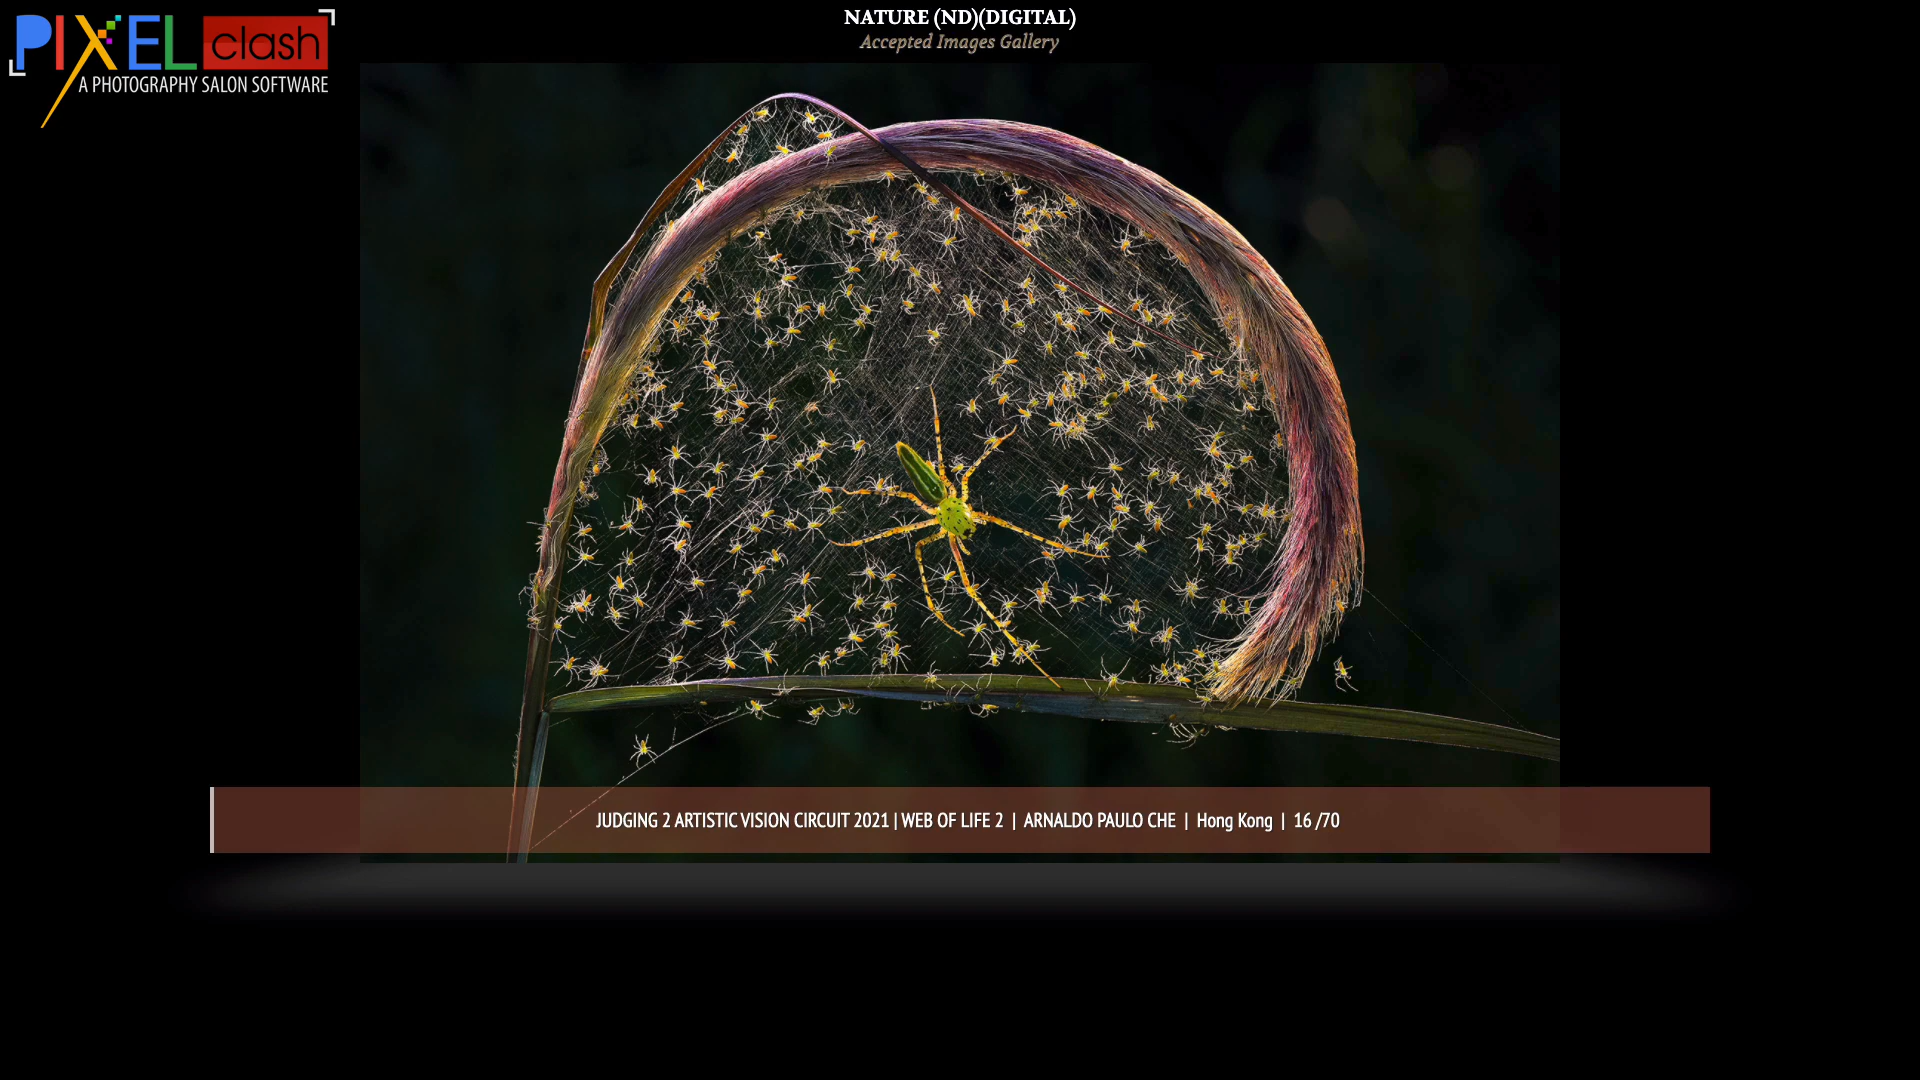 PIXEL clash
A PHOTOGRAPHY SALON SOFTWARE
NATURE (ND)(DIGITAL)
Accepted Images Gallery
JUDGING 2 ARTISTIC VISION CIRCUIT 2021 | WEB OF LIFE 2 | ARNALDO PAULO CHE | Hong Kong | 16 /70